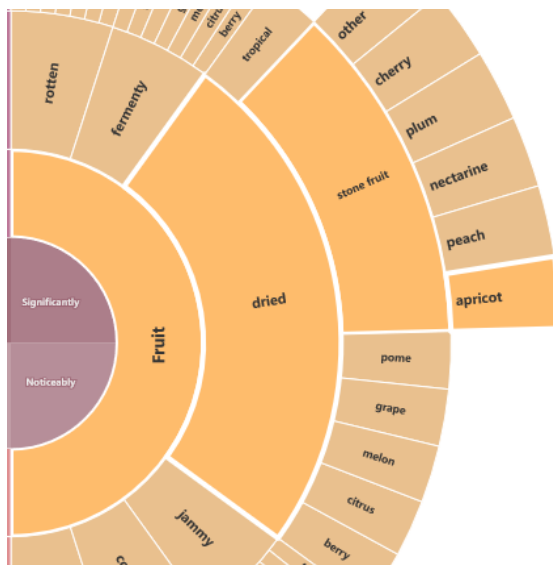 other
cherry
plum
nectarine
peach
apricot
tropical
berry
stone fruit
rotten
fermenty
dried
Fruit
Significantly
Noticeably
pome
grape
melon
citrus
berry
jammy